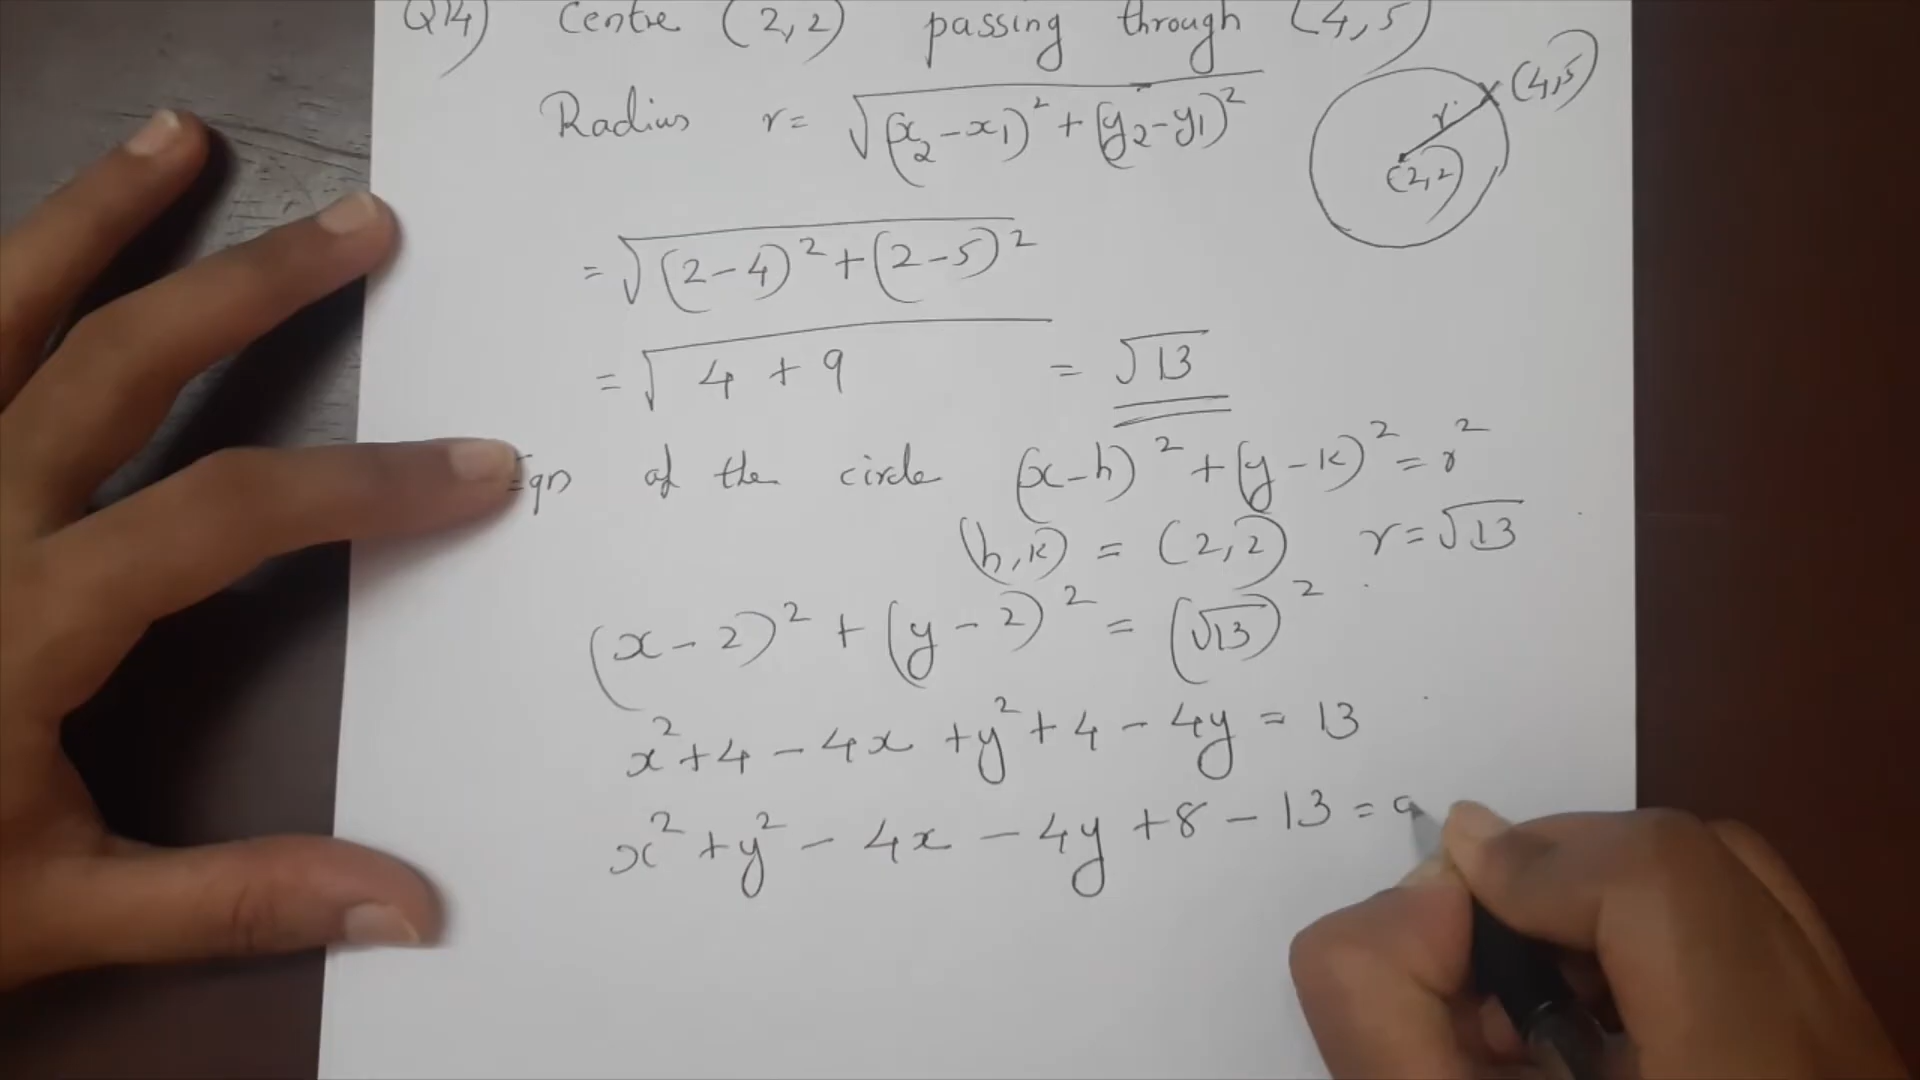 Q14) Centre (2,2) passing through (4,5)
Radius r = √(x₂-x₁)² + (y₂-y₁)²
(4,5)
r
(2,2)
= √(2-4)² + (2-5)²
= √4 + 9 = √13
Eqn of the circle (x-h)² + (y-k)² = r²
(h,k) = (2,2) r = √13
(x-2)² + (y-2)² = (√13)²
x² + 4 - 4x + y² + 4 - 4y = 13
x² + y² - 4x - 4y + 8 - 13 =